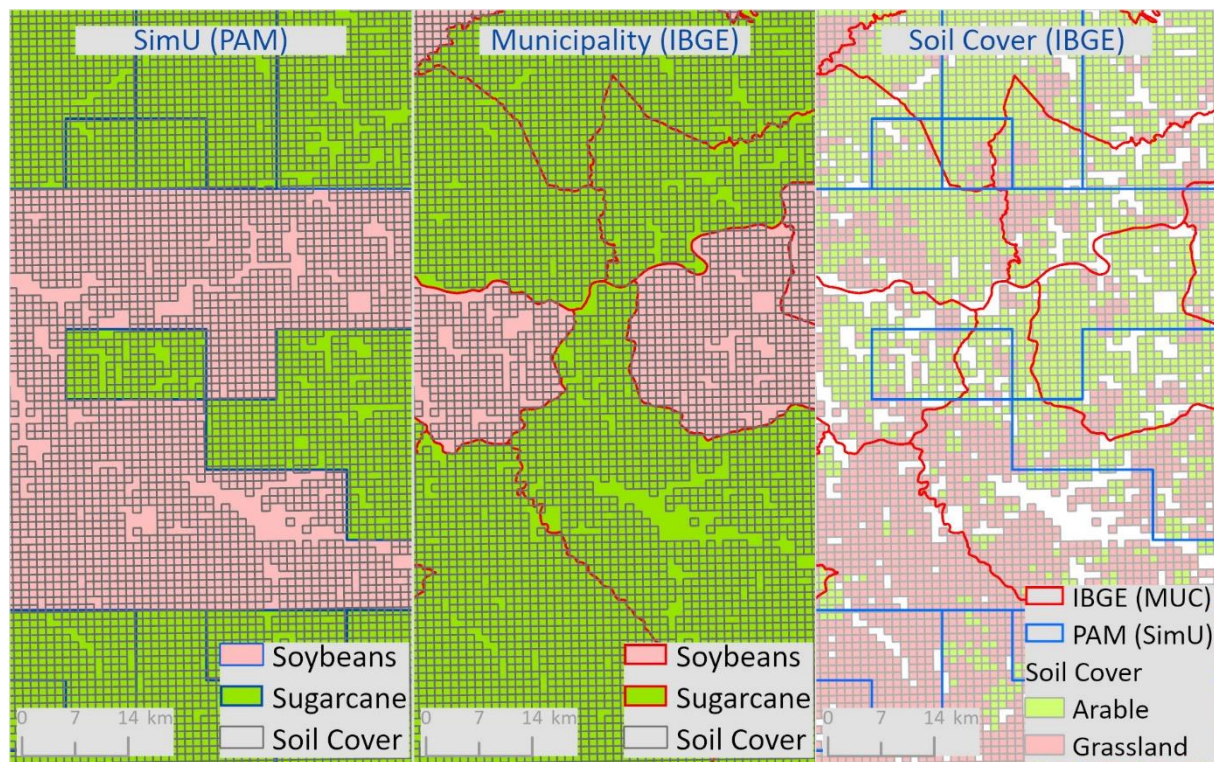 SimU (PAM)
Municipality (IBGE)
Soil Cover (IBGE)
Soybeans
Sugarcane
Soil Cover
0 7 14 km
Soybeans
Sugarcane
Soil Cover
0 7 14 km
IBGE (MUC)
PAM (SimU)
Soil Cover
Arable
Grassland
0 7 14 km